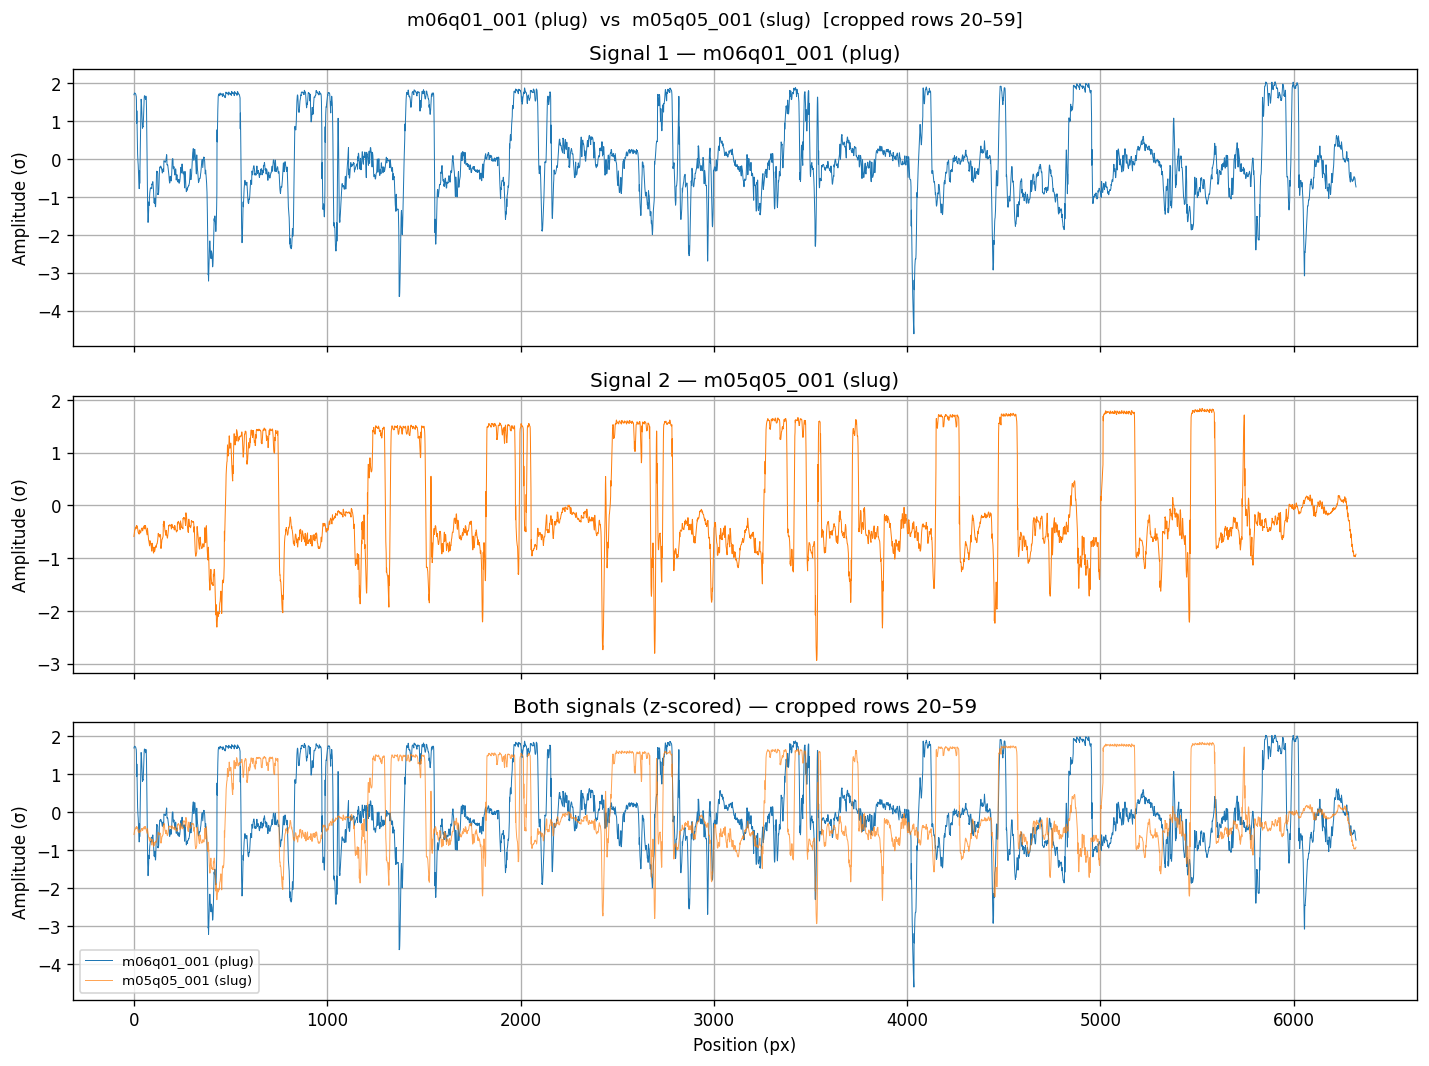 m06q01_001 (plug)  vs  m05q05_001 (slug)  [cropped rows 20–59]
Signal 1 — m06q01_001 (plug)
Amplitude (σ)
2
1
0
−1
−2
−3
−4
Signal 2 — m05q05_001 (slug)
Amplitude (σ)
2
1
0
−1
−2
−3
Both signals (z-scored) — cropped rows 20–59
Amplitude (σ)
2
1
0
−1
−2
−3
−4
m06q01_001 (plug)
m05q05_001 (slug)
0 1000 2000 3000 4000 5000 6000
Position (px)